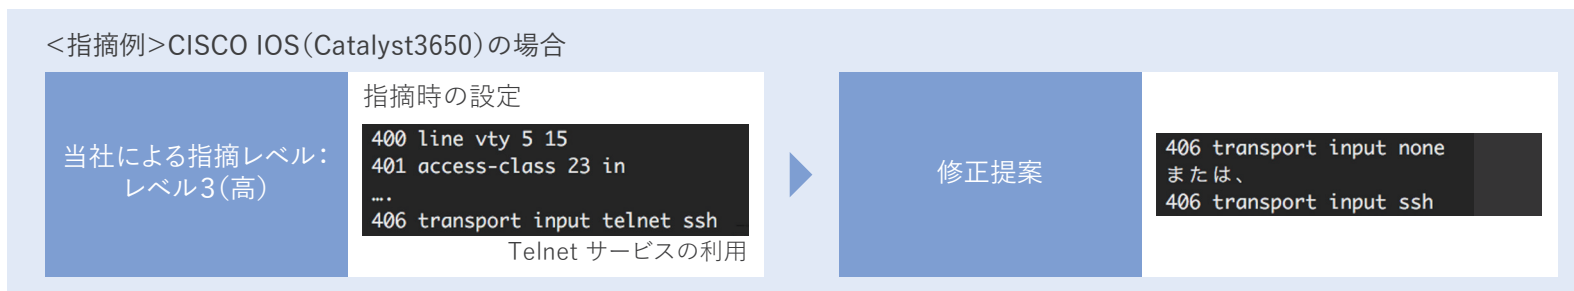 <指摘例>CISCO IOS(Catalyst3650)の場合
当社による指摘レベル:
レベル3(高)
指摘時の設定
400 line vty 5 15
401 access-class 23 in
….
406 transport input telnet ssh
Telnet サービスの利用
修正提案
406 transport input none
または、
406 transport input ssh